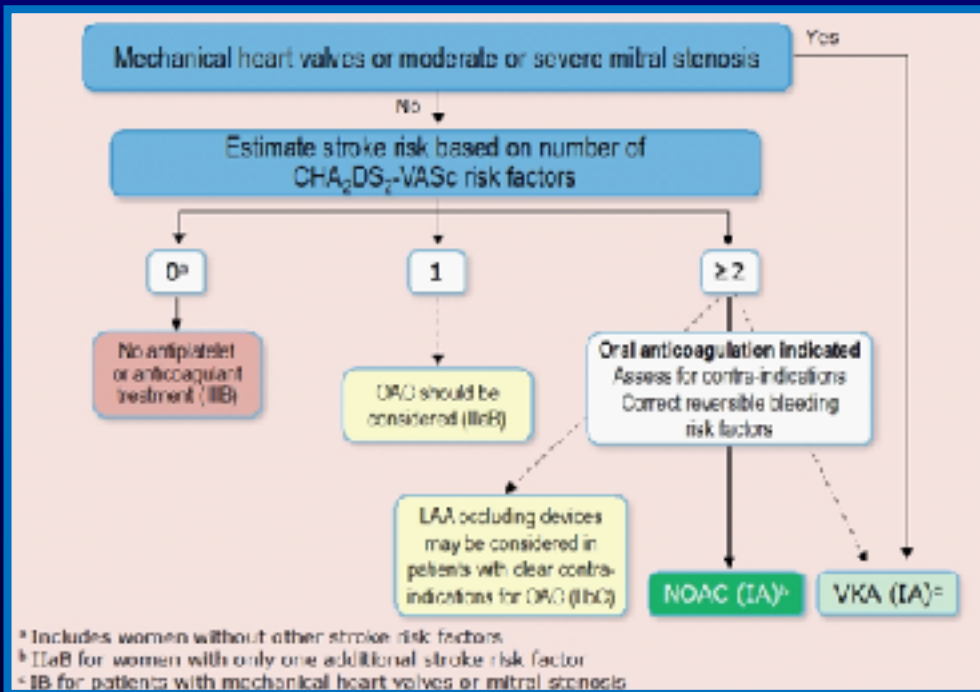 Mechanical heart valves or moderate or severe mitral stenosis
Yes
No
Estimate stroke risk based on number of
CHA₂DS₂-VASc risk factors
0ᵃ
1
≥ 2
No antiplatelet
or anticoagulant
treatment (IIIB)
OAC should be
considered (IIaB)
Oral anticoagulation indicated
Assess for contra-indications
Correct reversible bleeding
risk factors
LAA occluding devices
may be considered in
patients with clear contra-
indications for OAC (IIbC)
NOAC (IA)ᵇ
VKA (IA)ᶜ
ᵃ Includes women without other stroke risk factors
ᵇ IIaB for women with only one additional stroke risk factor
ᶜ IB for patients with mechanical heart valves or mitral stenosis